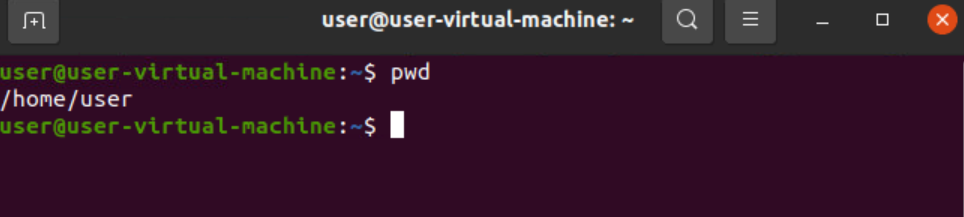 user@user-virtual-machine: ~
user@user-virtual-machine:~$ pwd
/home/user
user@user-virtual-machine:~$